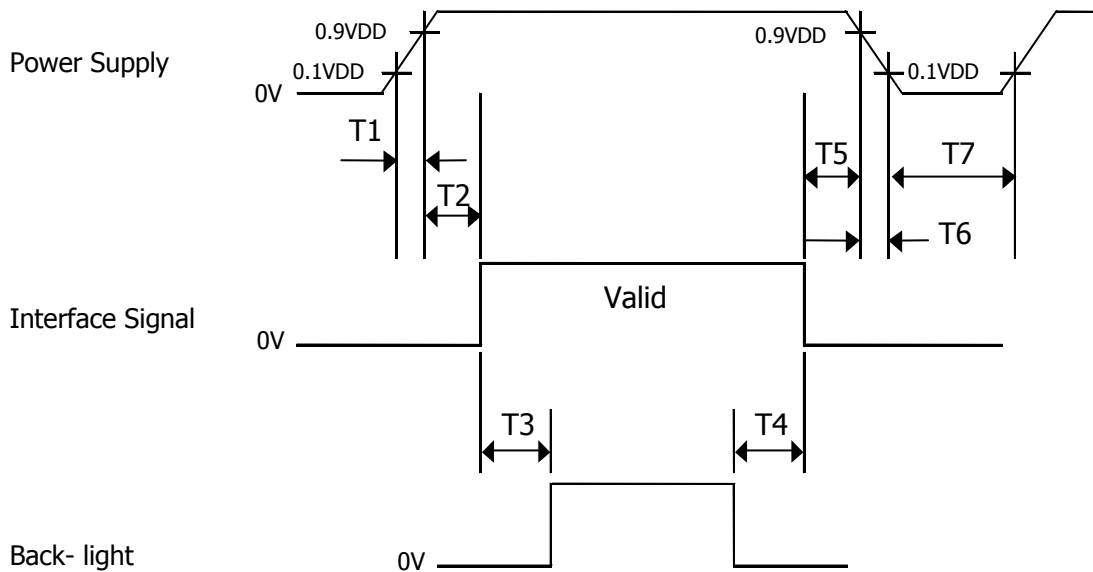 0.9VDD
0.9VDD
Power Supply
0.1VDD
0.1VDD
0V
T1
T5
T7
T2
T6
Valid
Interface Signal
0V
T3
T4
Back- light
0V